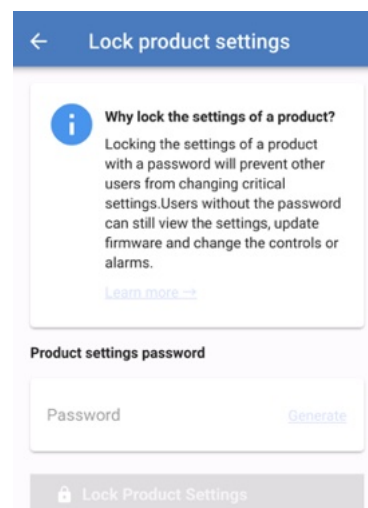 Lock product settings
Why lock the settings of a product?
Locking the settings of a product
with a password will prevent other
users from changing critical
settings.Users without the password
can still view the settings, update
firmware and change the controls or
alarms.
Learn more →
Product settings password
Password Generate
Lock Product Settings